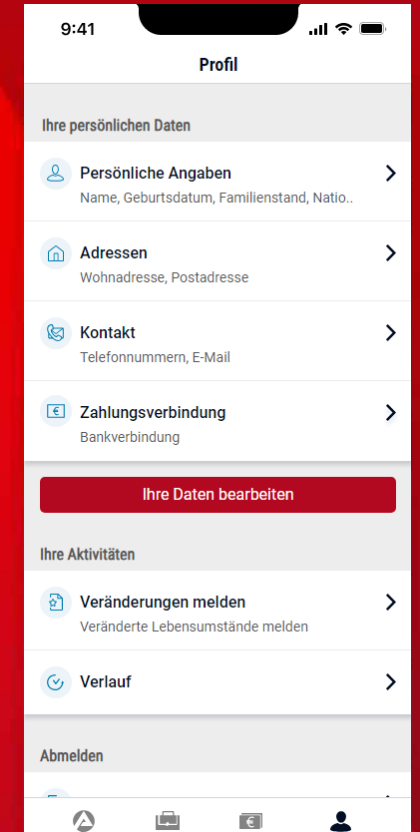 9:41
Profil
Ihre persönlichen Daten
Persönliche Angaben
Name, Geburtsdatum, Familienstand, Natio..
Adressen
Wohnadresse, Postadresse
Kontakt
Telefonnummern, E-Mail
€ Zahlungsverbindung
Bankverbindung
Ihre Daten bearbeiten
Ihre Aktivitäten
Veränderungen melden
Veränderte Lebensumstände melden
Verlauf
Abmelden
€